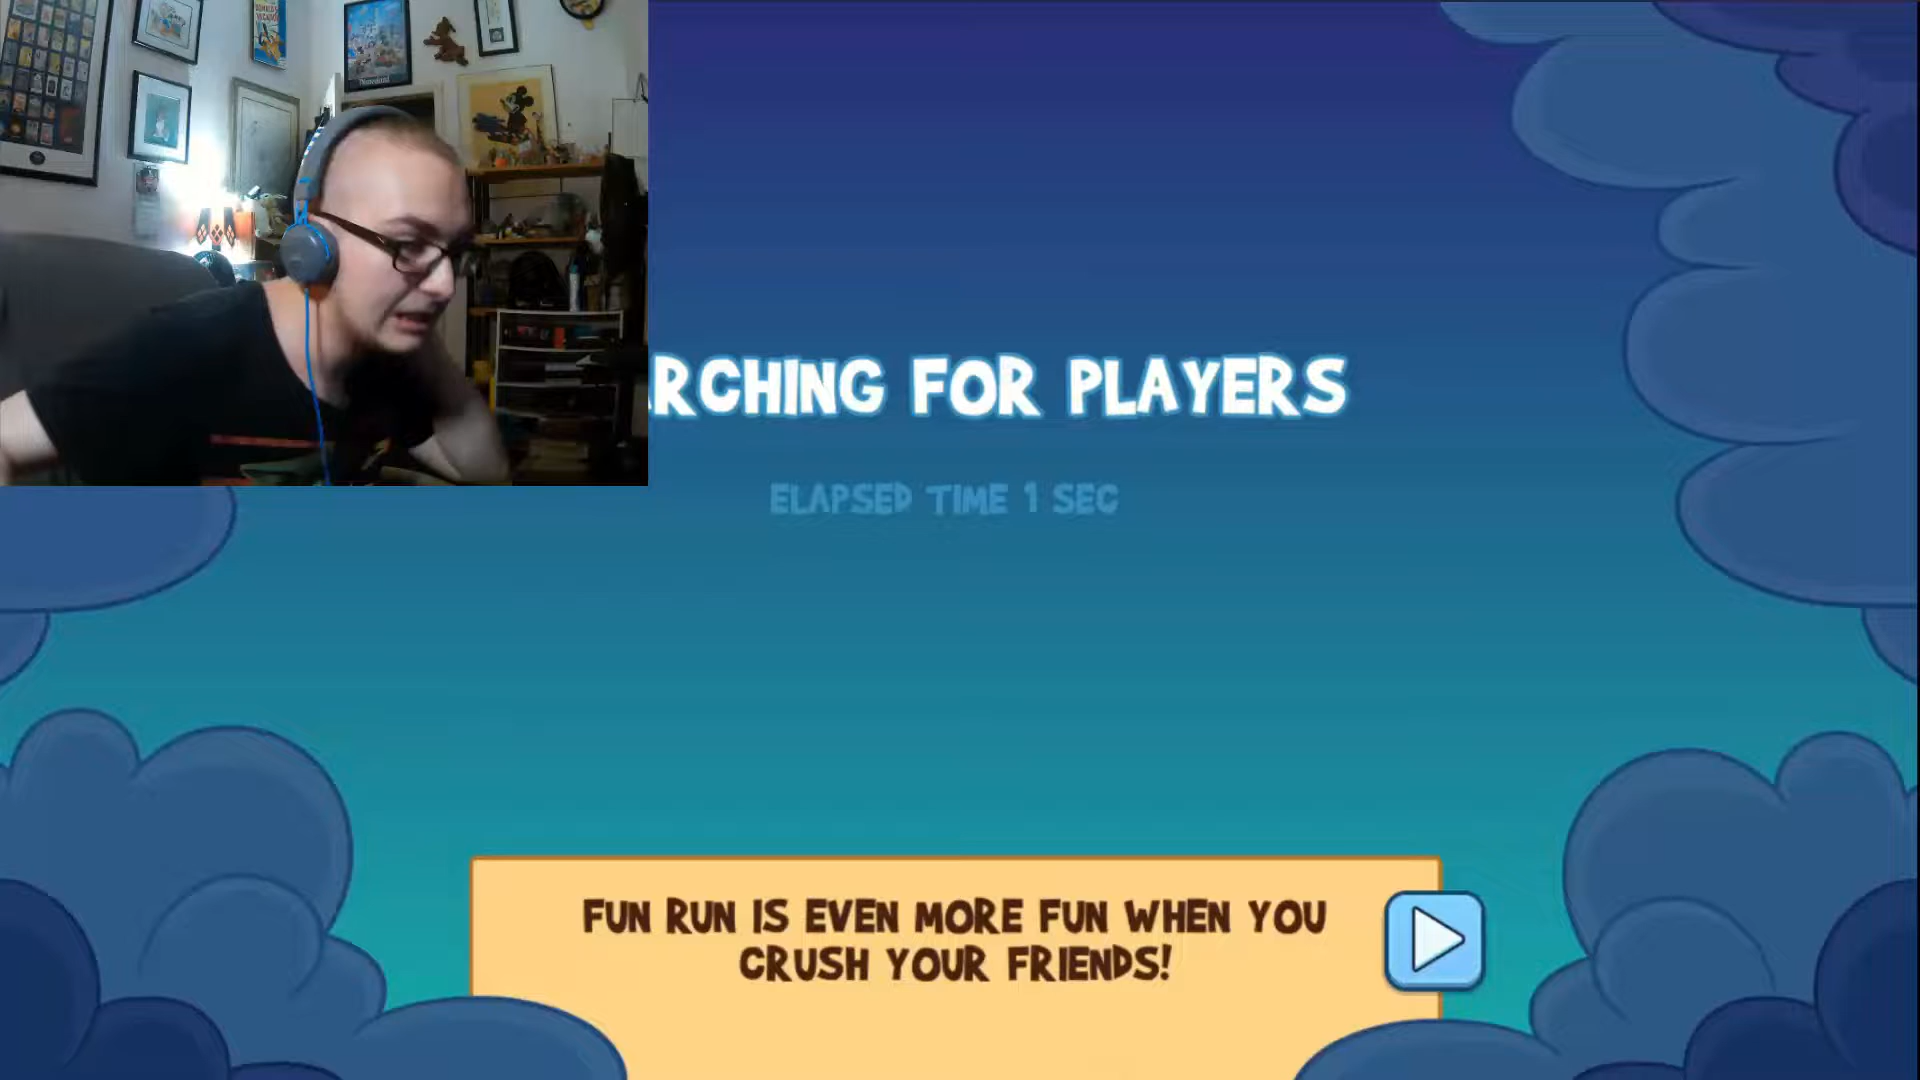 RCHING FOR PLAYERS
ELAPSED TIME 1 SEC
FUN RUN IS EVEN MORE FUN WHEN YOU
CRUSH YOUR FRIENDS!